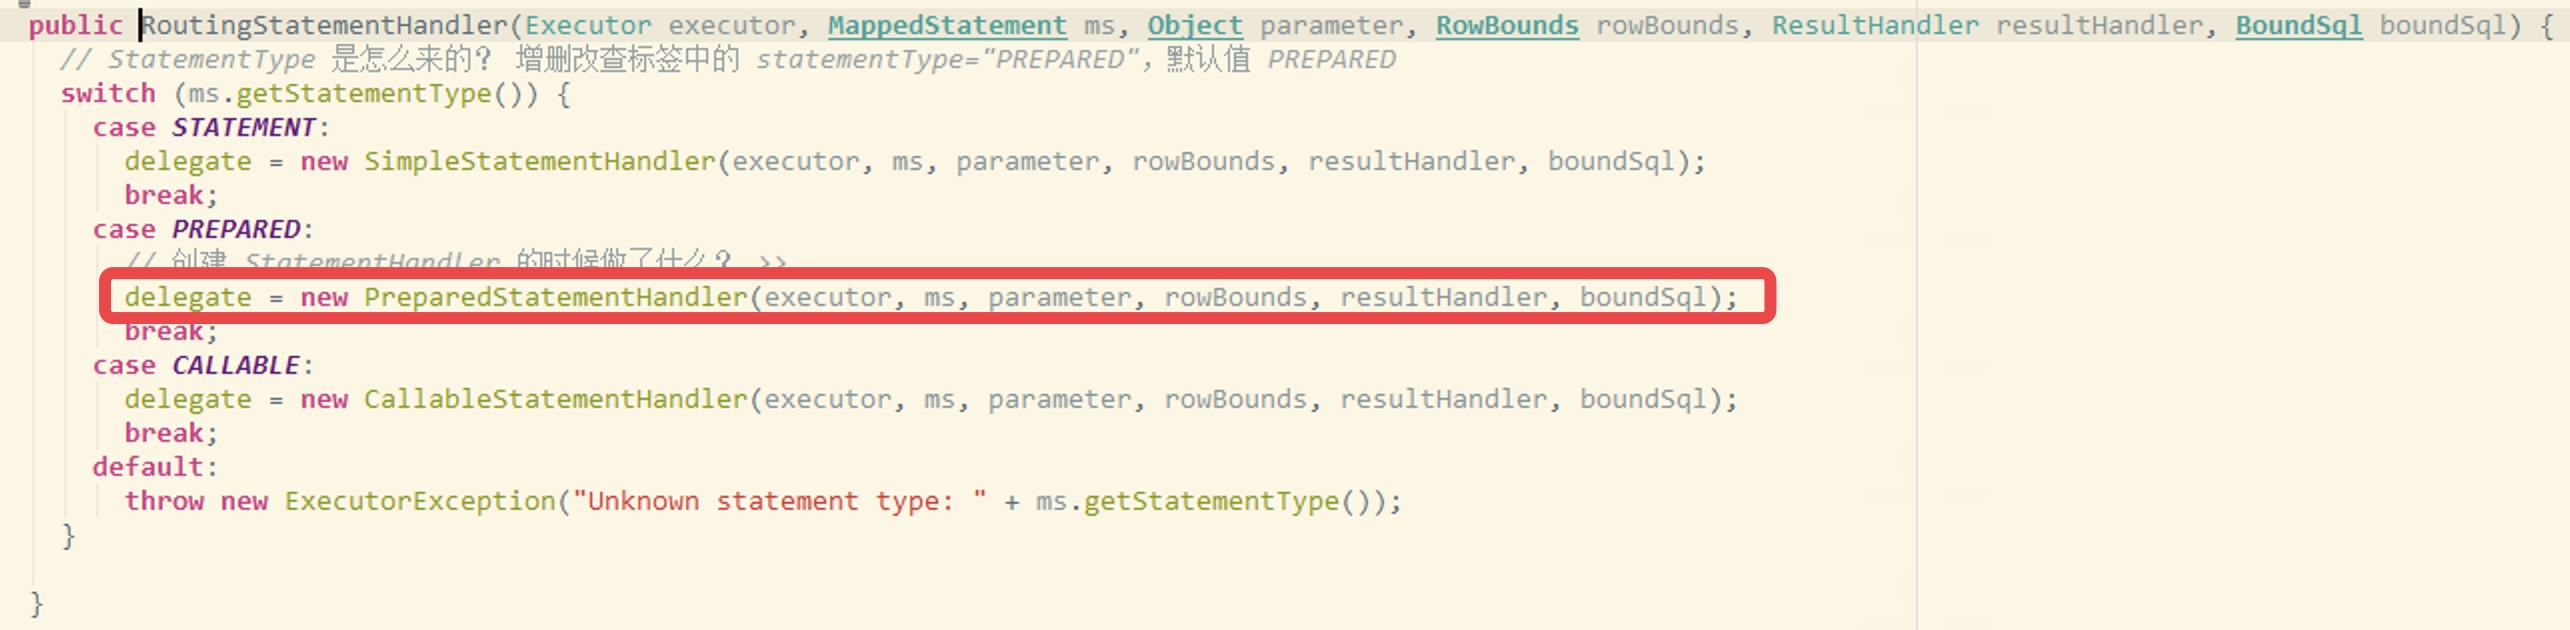 public RoutingStatementHandler(Executor executor, MappedStatement ms, Object parameter, RowBounds rowBounds, ResultHandler resultHandler, BoundSql boundSql) {
// StatementType 是怎么来的？ 增删改查标签中的 statementType="PREPARED"，默认值 PREPARED
switch (ms.getStatementType()) {
case STATEMENT:
delegate = new SimpleStatementHandler(executor, ms, parameter, rowBounds, resultHandler, boundSql);
break;
case PREPARED:
// 创建 StatementHandler 的时候做了什么？ >>
delegate = new PreparedStatementHandler(executor, ms, parameter, rowBounds, resultHandler, boundSql);
break;
case CALLABLE:
delegate = new CallableStatementHandler(executor, ms, parameter, rowBounds, resultHandler, boundSql);
break;
default:
throw new ExecutorException("Unknown statement type: " + ms.getStatementType());
}
}